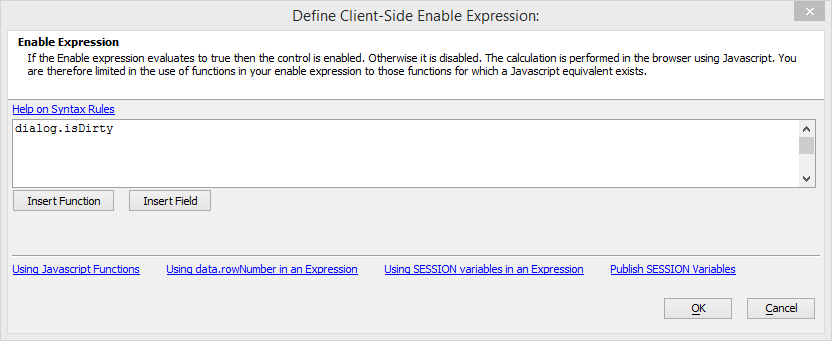 Define Client-Side Enable Expression:
Enable Expression
If the Enable expression evaluates to true then the control is enabled. Otherwise it is disabled. The calculation is performed in the browser using Javascript. You
are therefore limited in the use of functions in your enable expression to those functions for which a Javascript equivalent exists.
Help on Syntax Rules
dialog.isDirty
Insert Function Insert Field
Using Javascript Functions Using data.rowNumber in an Expression Using SESSION variables in an Expression Publish SESSION Variables
OK Cancel